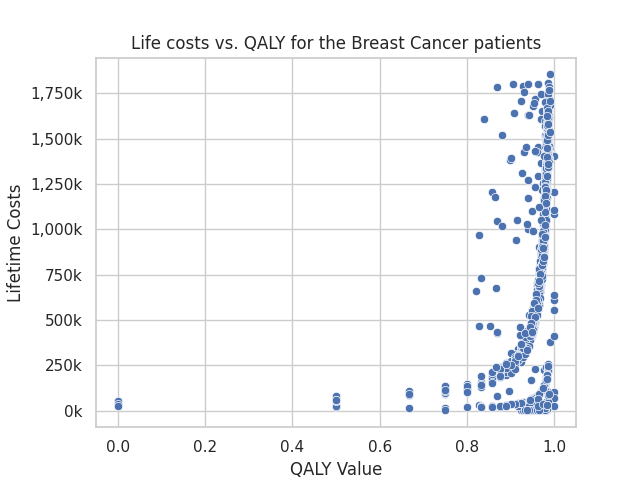 Life costs vs. QALY for the Breast Cancer patients
1,750k
1,500k
1,250k
1,000k
750k
500k
250k
0k
Lifetime Costs
0.0 0.2 0.4 0.6 0.8 1.0
QALY Value